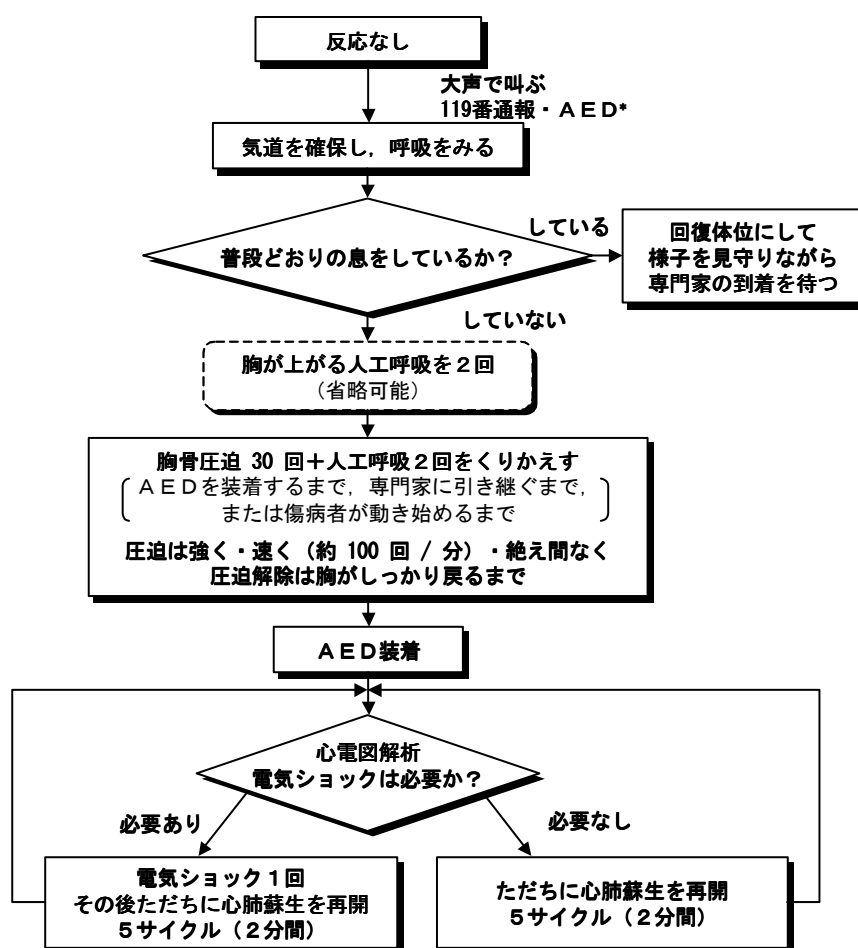 反応なし
大声で叫ぶ
119番通報・ＡＥＤ*
気道を確保し，呼吸をみる
普段どおりの息をしているか？
している
回復体位にして
様子を見守りながら
専門家の到着を待つ
していない
胸が上がる人工呼吸を２回
（省略可能）
胸骨圧迫 30 回＋人工呼吸２回をくりかえす
ＡＥＤを装着するまで，専門家に引き継ぐまで，
または傷病者が動き始めるまで
圧迫は強く・速く（約 100 回 / 分）・絶え間なく
圧迫解除は胸がしっかり戻るまで
ＡＥＤ装着
心電図解析
電気ショックは必要か？
必要あり
必要なし
電気ショック１回
その後ただちに心肺蘇生を再開
５サイクル（２分間）
ただちに心肺蘇生を再開
５サイクル（２分間）